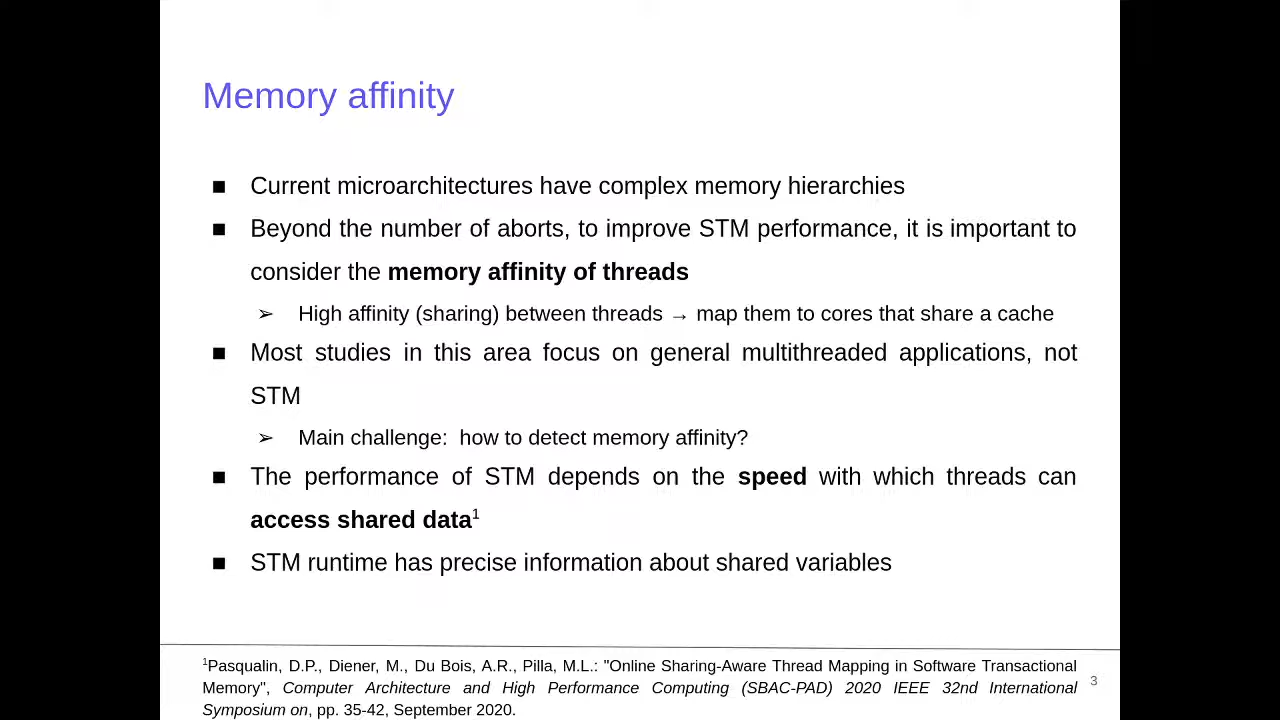 Memory affinity
■ Current microarchitectures have complex memory hierarchies
■ Beyond the number of aborts, to improve STM performance, it is important to
consider the memory affinity of threads
➢ High affinity (sharing) between threads → map them to cores that share a cache
■ Most studies in this area focus on general multithreaded applications, not
STM
➢ Main challenge:  how to detect memory affinity?
■ The performance of STM depends on the speed with which threads can
access shared data¹
■ STM runtime has precise information about shared variables
¹Pasqualin, D.P., Diener, M., Du Bois, A.R., Pilla, M.L.: "Online Sharing-Aware Thread Mapping in Software Transactional
Memory", Computer Architecture and High Performance Computing (SBAC-PAD) 2020 IEEE 32nd International
Symposium on, pp. 35-42, September 2020.
3